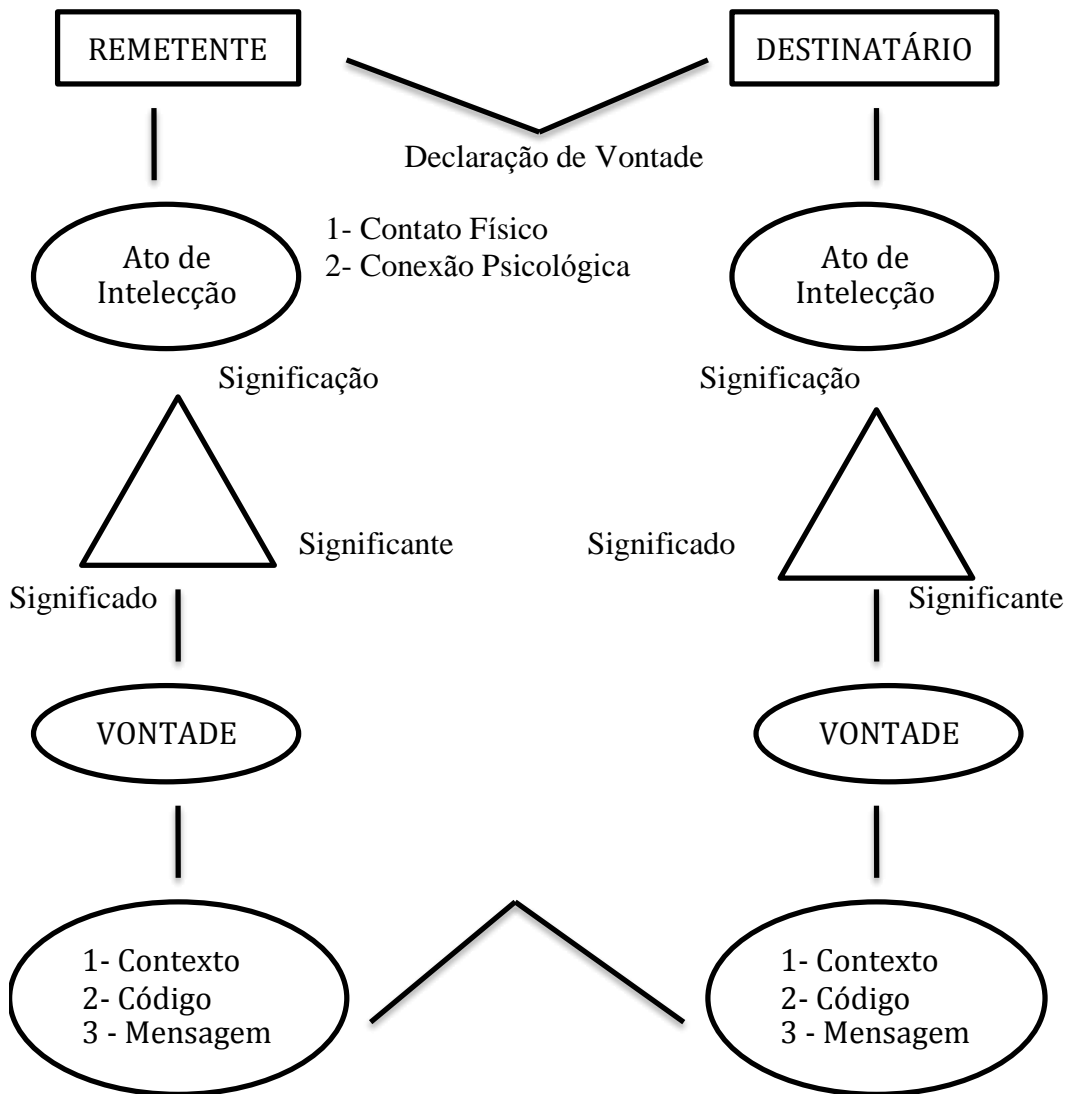 REMETENTE
DESTINATÁRIO
Declaração de Vontade
1- Contato Físico
2- Conexão Psicológica
Ato de
Intelecção
Ato de
Intelecção
Significação
Significação
Significante
Significado
Significado
Significante
VONTADE
VONTADE
1- Contexto
2- Código
3 - Mensagem
1- Contexto
2- Código
3 - Mensagem